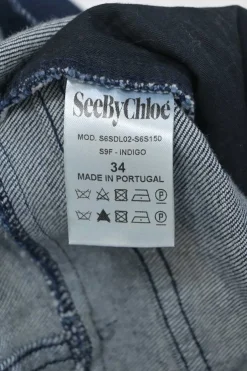 SeeByChloé
MOD. S6SDL02-S6S150
S9F - INDIGO
34
MADE IN PORTUGAL
P
P